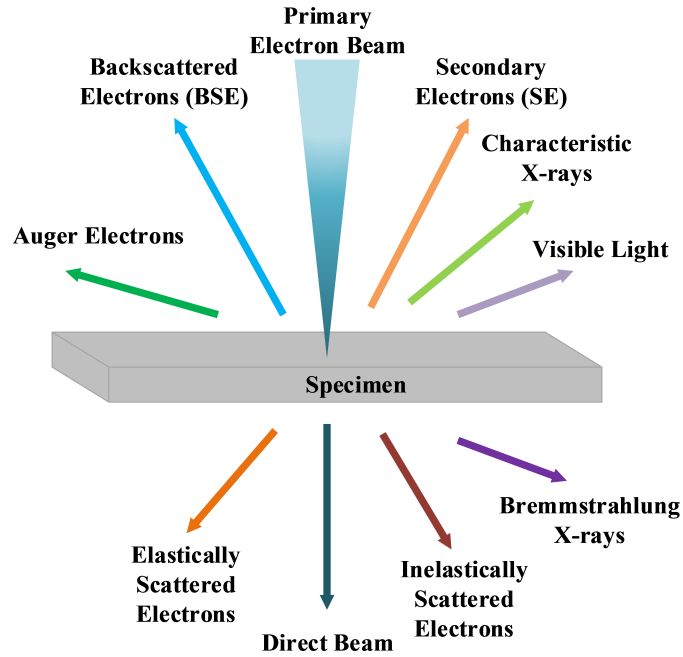 Primary
Electron Beam
Backscattered
Electrons (BSE)
Secondary
Electrons (SE)
Characteristic
X-rays
Auger Electrons
Visible Light
Specimen
Bremmstrahlung
X-rays
Elastically
Scattered
Electrons
Inelastically
Scattered
Electrons
Direct Beam